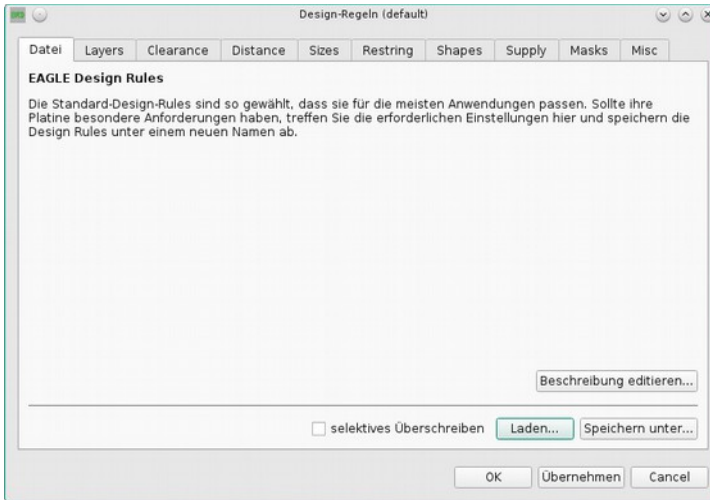 Design-Regeln (default)
Datei Layers Clearance Distance Sizes Restring Shapes Supply Masks Misc
EAGLE Design Rules
Die Standard-Design-Rules sind so gewählt, dass sie für die meisten Anwendungen passen. Sollte ihre
Platine besondere Anforderungen haben, treffen Sie die erforderlichen Einstellungen hier und speichern die
Design Rules unter einem neuen Namen ab.
Beschreibung editieren...
selektives Überschreiben Laden... Speichern unter...
OK Übernehmen Cancel